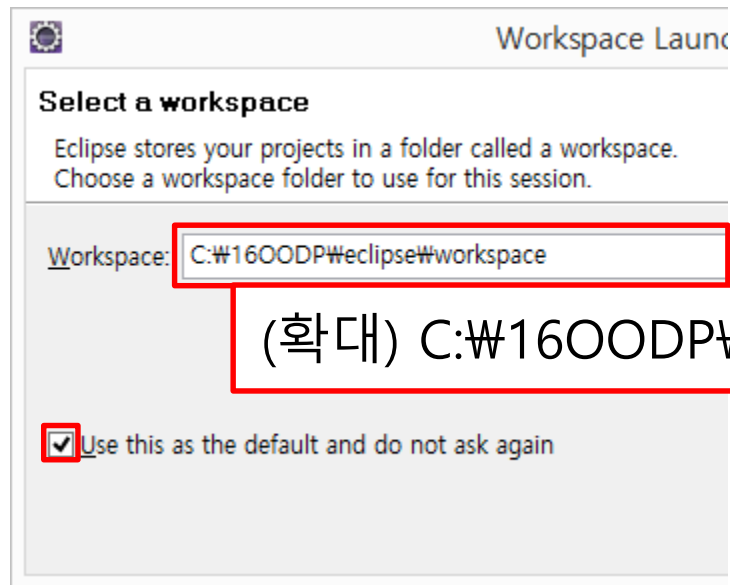 Workspace Launc
Select a workspace
Eclipse stores your projects in a folder called a workspace.
Choose a workspace folder to use for this session.
Workspace: C:₩16OODP₩eclipse₩workspace
(확대) C:₩16OODP₩
Use this as the default and do not ask again